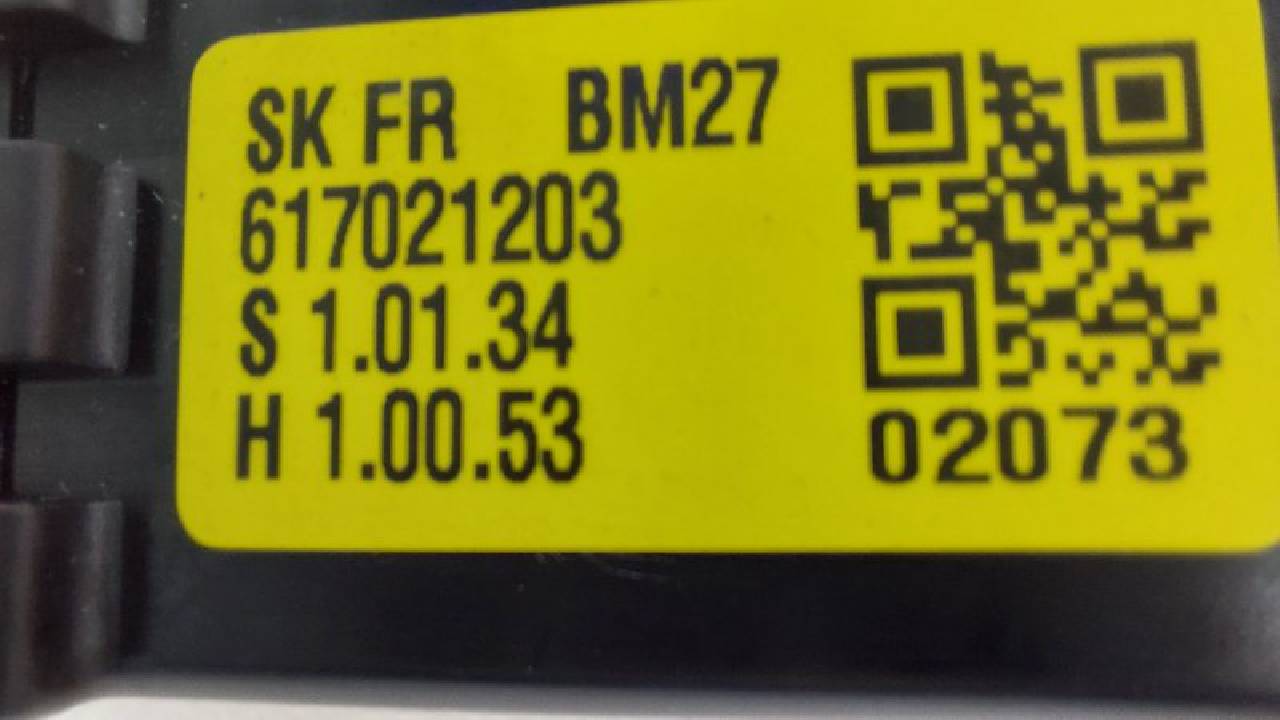 SK FR BM27
617021203
S 1.01.34
H 1.00.53
02073